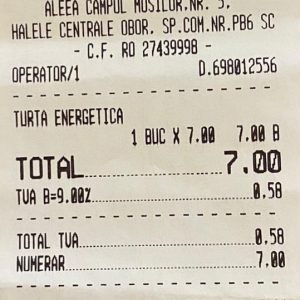 ALEEA CAMPUL MOSILOR.NR. 5,
HALELE CENTRALE OBOR, SP.COM.NR.PB6 SC
- C.F. RO 27439998 -
OPERATOR/1 D.698012556
TURTA ENERGETICA
1 BUC X 7.00 7.00 B
TOTAL 7.00
TVA B=9.00% 0.58
TOTAL TVA 0.58
NUMERAR 7.00